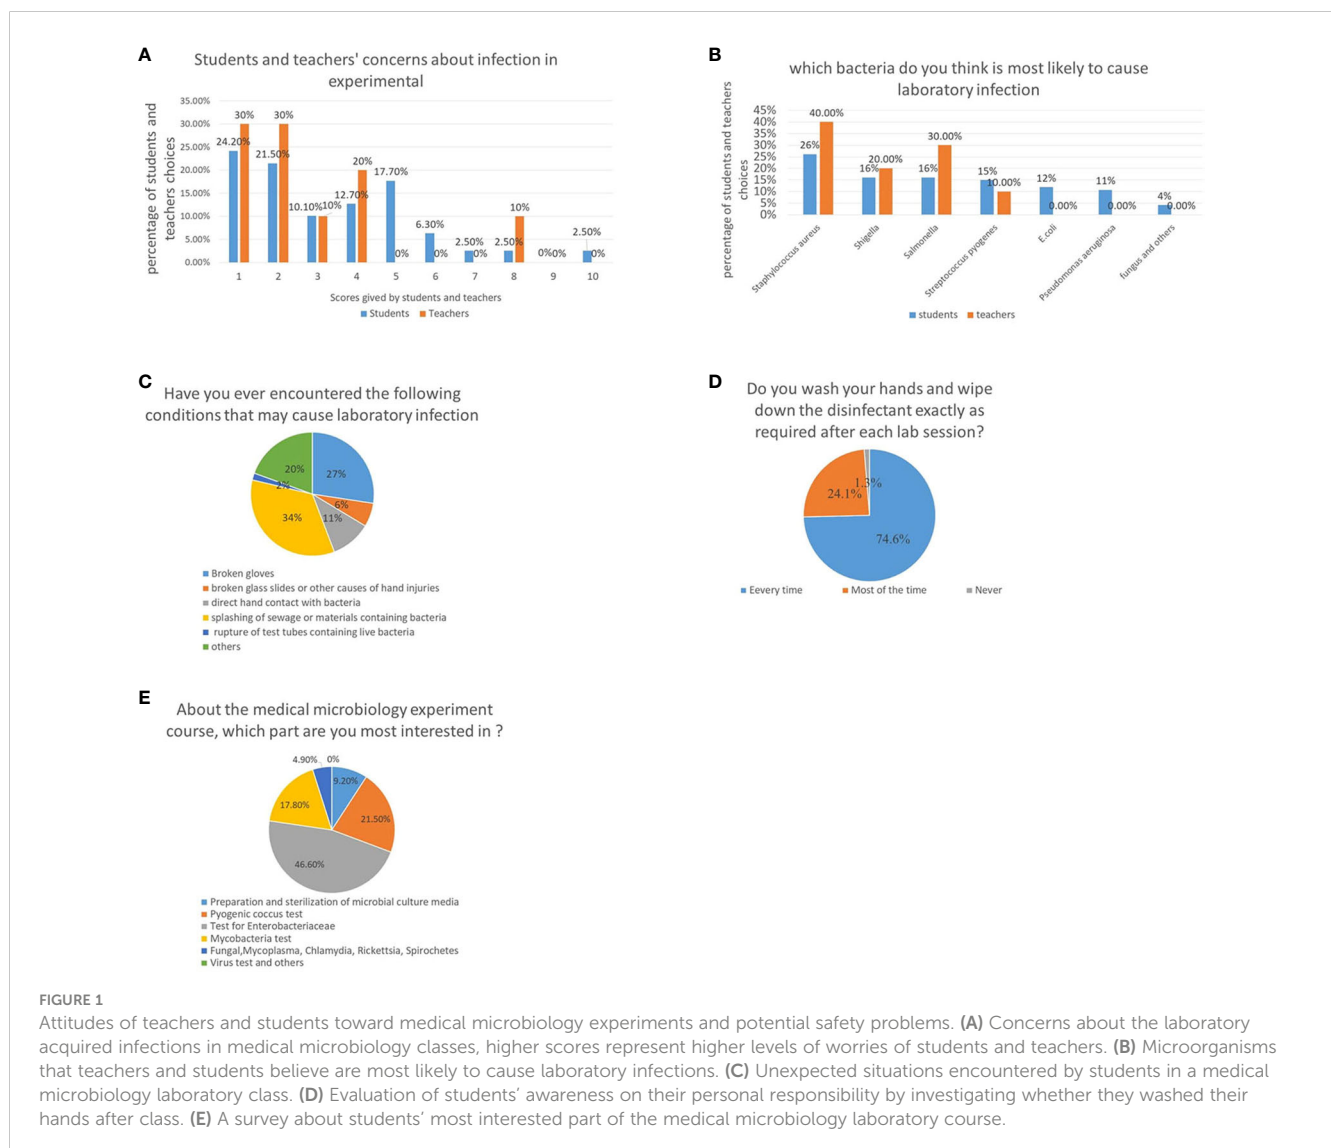 A
Students and teachers' concerns about infection in
experimental
percentage of students and
teachers choices
35.00%
30.00%
25.00%
20.00%
15.00%
10.00%
5.00%
0.00%
24.20%
30%
21.50%
30%
10.10%
10%
12.70%
20%
17.70%
0%
6.30%
0%
2.50%
0%
2.50%
10%
0%
0%
2.50%
0%
1 2 3 4 5 6 7 8 9 10
Scores gived by students and teachers
Students Teachers
B
which bacteria do you think is most likely to cause
laboratory infection
percentage of students and teachers
choices
45%
40%
35%
30%
25%
20%
15%
10%
5%
0%
26%
40.00%
16%
20.00%
16%
30.00%
15%
10.00%
12%
0.00%
11%
0.00%
4%
0.00%
Staphylococcus aureus
Shigella
Salmonella
Streptococcus pyogenes
E.coli
Pseudomonas aeruginosa
fungus and others
students teachers
C
Have you ever encountered the following
conditions that may cause laboratory infection
20%
27%
2%
6%
34%
11%
Broken gloves
broken glass slides or other causes of hand injuries
direct hand contact with bacteria
splashing of sewage or materials containing bacteria
rupture of test tubes containing live bacteria
others
D
Do you wash your hands and wipe
down the disinfectant exactly as
required after each lab session?
1.3%
24.1%
74.6%
Eevery time Most of the time Never
E
About the medical microbiology experiment
course, which part are you most interested in ?
4.90% 0%
9.20%
17.80%
21.50%
46.60%
Preparation and sterilization of microbial culture media
Pyogenic coccus test
Test for Enterobacteriaceae
Mycobacteria test
Fungal,Mycoplasma, Chlamydia, Rickettsia, Spirochetes
Virus test and others
FIGURE 1
Attitudes of teachers and students toward medical microbiology experiments and potential safety problems. (A) Concerns about the laboratory
acquired infections in medical microbiology classes, higher scores represent higher levels of worries of students and teachers. (B) Microorganisms
that teachers and students believe are most likely to cause laboratory infections. (C) Unexpected situations encountered by students in a medical
microbiology laboratory class. (D) Evaluation of students’ awareness on their personal responsibility by investigating whether they washed their
hands after class. (E) A survey about students’ most interested part of the medical microbiology laboratory course.